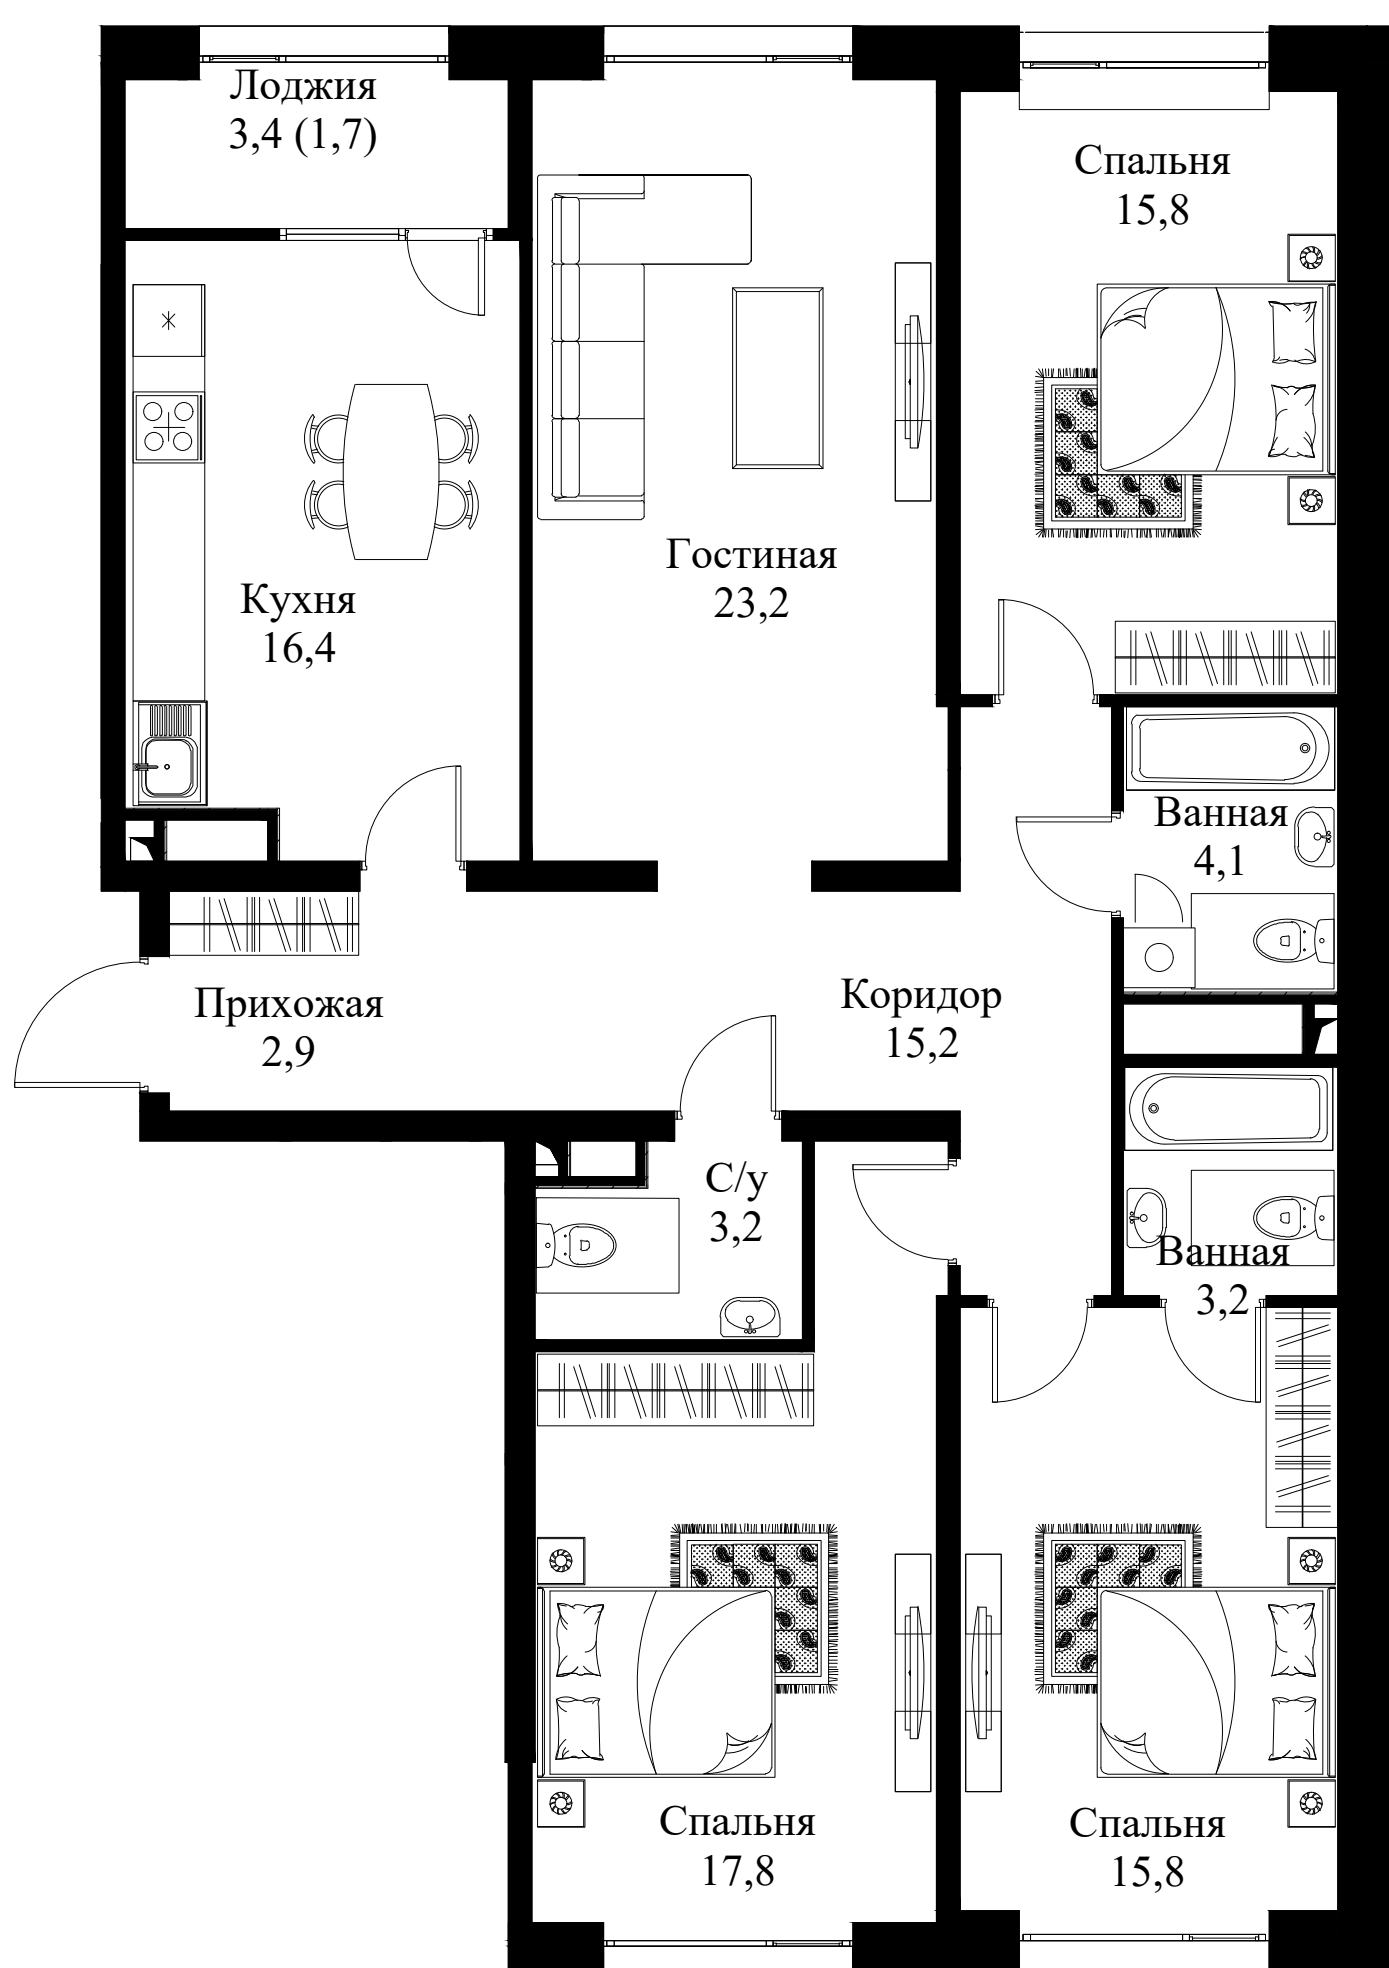 Лоджия
3,4 (1,7)
Спальня
15,8
Гостиная
23,2
Кухня
16,4
Ванная
4,1
Прихожая
2,9
Коридор
15,2
С/у
3,2
Ванная
3,2
Спальня
17,8
Спальня
15,8